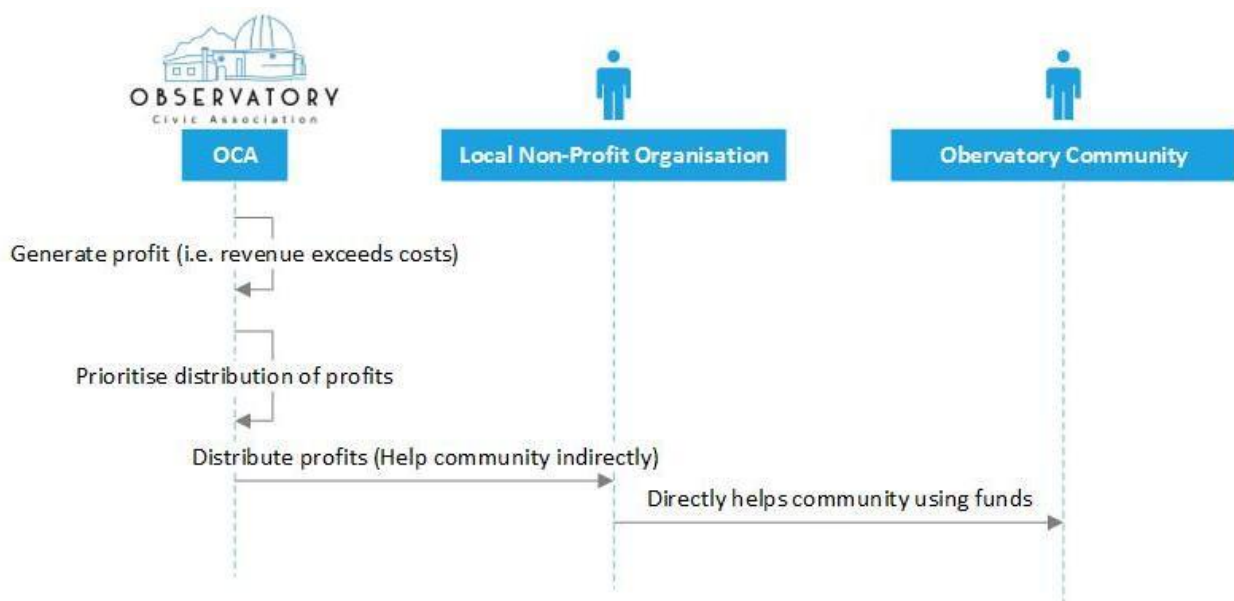 OBSERVATORY
Civic Association
OCA
Local Non-Profit Organisation
Obervatory Community
Generate profit (i.e. revenue exceeds costs)
Prioritise distribution of profits
Distribute profits (Help community indirectly)
Directly helps community using funds